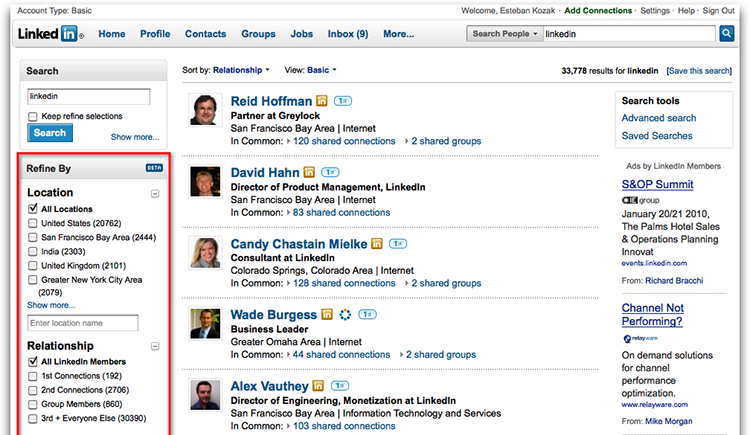 Account Type: Basic
Welcome, Esteban Kozak · Add Connections · Settings · Help · Sign Out
Linked in ®
Home Profile Contacts Groups Jobs Inbox (9) More...
Search People linkedin
Search
linkedin
Keep refine selections
Search Show more...
Refine By BETA
Location
All Locations
United States (20762)
San Francisco Bay Area (2444)
India (2303)
United Kingdom (2101)
Greater New York City Area
(2079)
Show more...
Enter location name
Relationship
All LinkedIn Members
1st Connections (192)
2nd Connections (2706)
Group Members (860)
3rd + Everyone Else (30390)
Sort by: Relationship View: Basic 33,778 results for linkedin [Save this search]
Reid Hoffman in 1st
Partner at Greylock
San Francisco Bay Area | Internet
In Common: 120 shared connections 2 shared groups
David Hahn in 1st
Director of Product Management, LinkedIn
San Francisco Bay Area | Internet
In Common: 83 shared connections
Candy Chastain Mielke in 1st
Consultant at LinkedIn
Colorado Springs, Colorado Area | Internet
In Common: 128 shared connections 2 shared groups
Wade Burgess in 1st
Business Leader
Greater Omaha Area | Internet
In Common: 44 shared connections 2 shared groups
Alex Vauthey in 1st
Director of Engineering, Monetization at LinkedIn
San Francisco Bay Area | Information Technology and Services
In Common: 103 shared connections
Search tools
Advanced search
Saved Searches
Ads by LinkedIn Members
S&OP Summit
IE group
January 20/21 2010,
The Palms Hotel Sales
& Operations Planning
Innovat
events.linkedin.com
From: Richard Bracchi
Channel Not
Performing?
relayware
On demand solutions
for channel
performance
optimization.
www.relayware.com
From: Mike Morgan